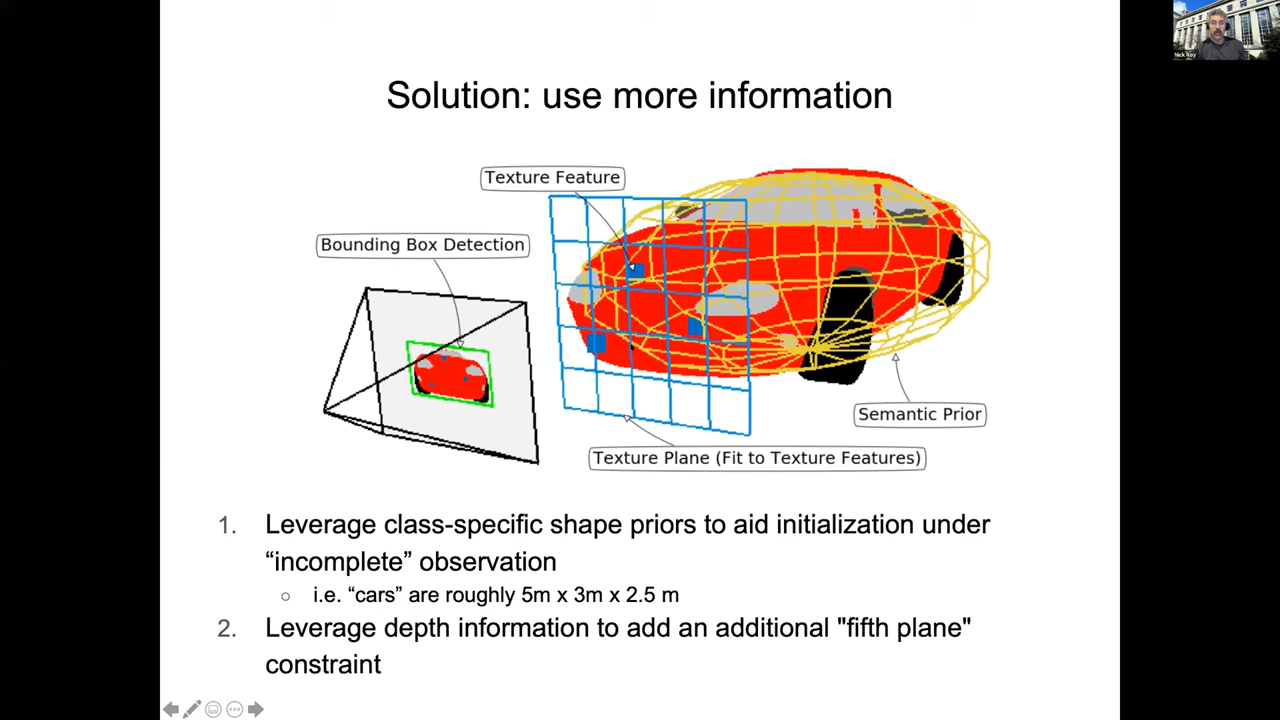 Nick Roy
Solution: use more information
Texture Feature
Bounding Box Detection
Semantic Prior
Texture Plane (Fit to Texture Features)
1. Leverage class-specific shape priors to aid initialization under
“incomplete” observation
○ i.e. “cars” are roughly 5m x 3m x 2.5 m
2. Leverage depth information to add an additional "fifth plane"
constraint